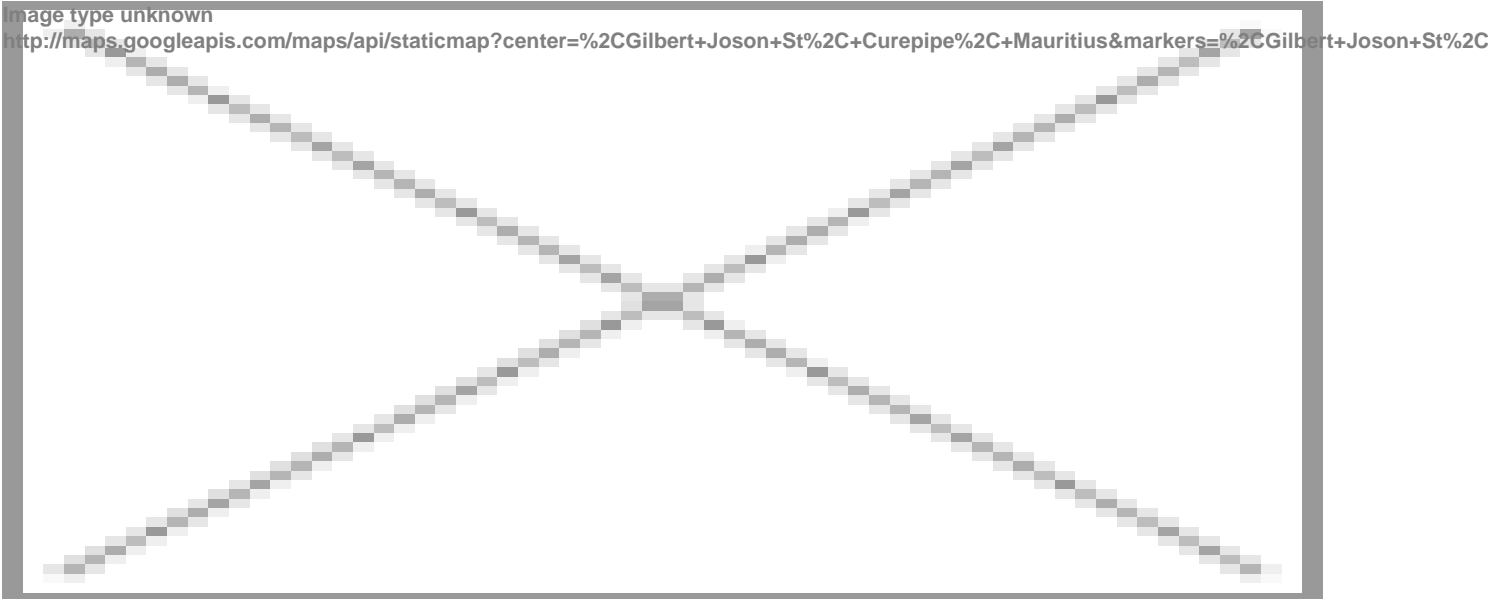 Image type unknown
http://maps.googleapis.com/maps/api/staticmap?center=%2CGilbert+Joson+St%2C+Curepipe%2C+Mauritius&markers=%2CGilbert+Joson+St%2C